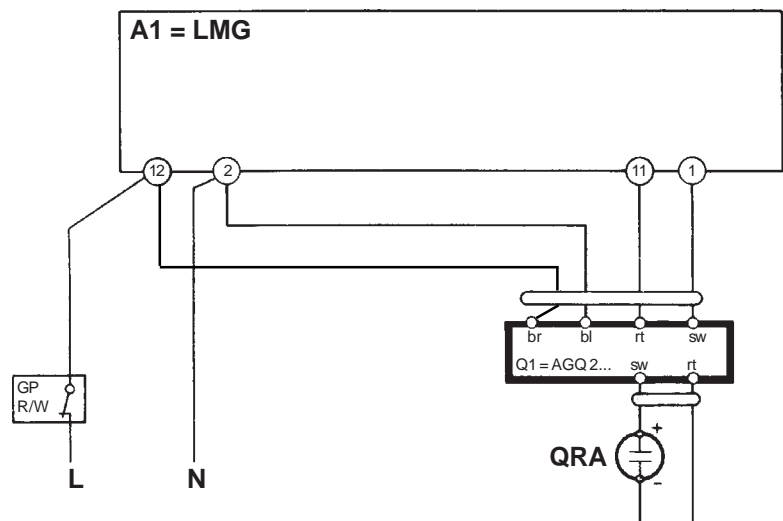 A1 = LMG
12 2 11 1
br bl rt sw
Q1 = AGQ 2... sw rt
GP
R/W
+
QRA
-
L N